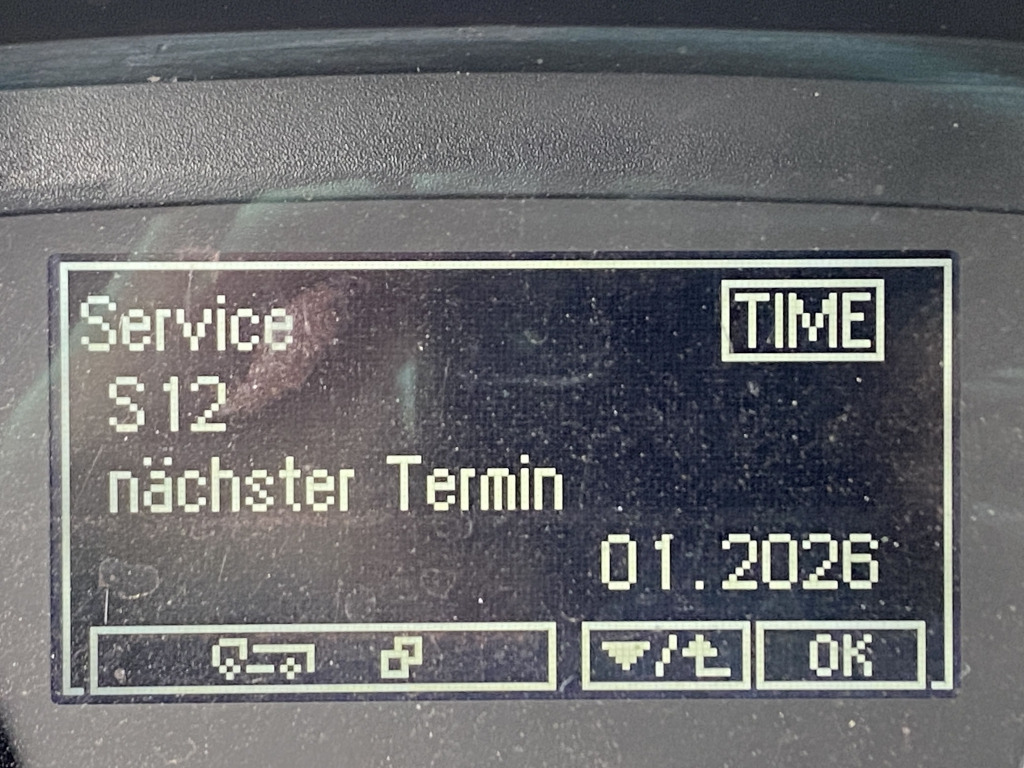 Service TIME
S12
nächster Termin
01.2026
OK